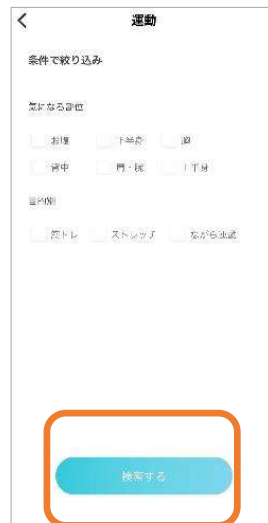 運動
条件で絞り込み
気になる部位
お腹 下半身 胸
背中 肩・腕 上半身
目的別
筋トレ ストレッチ ながら運動
検索する